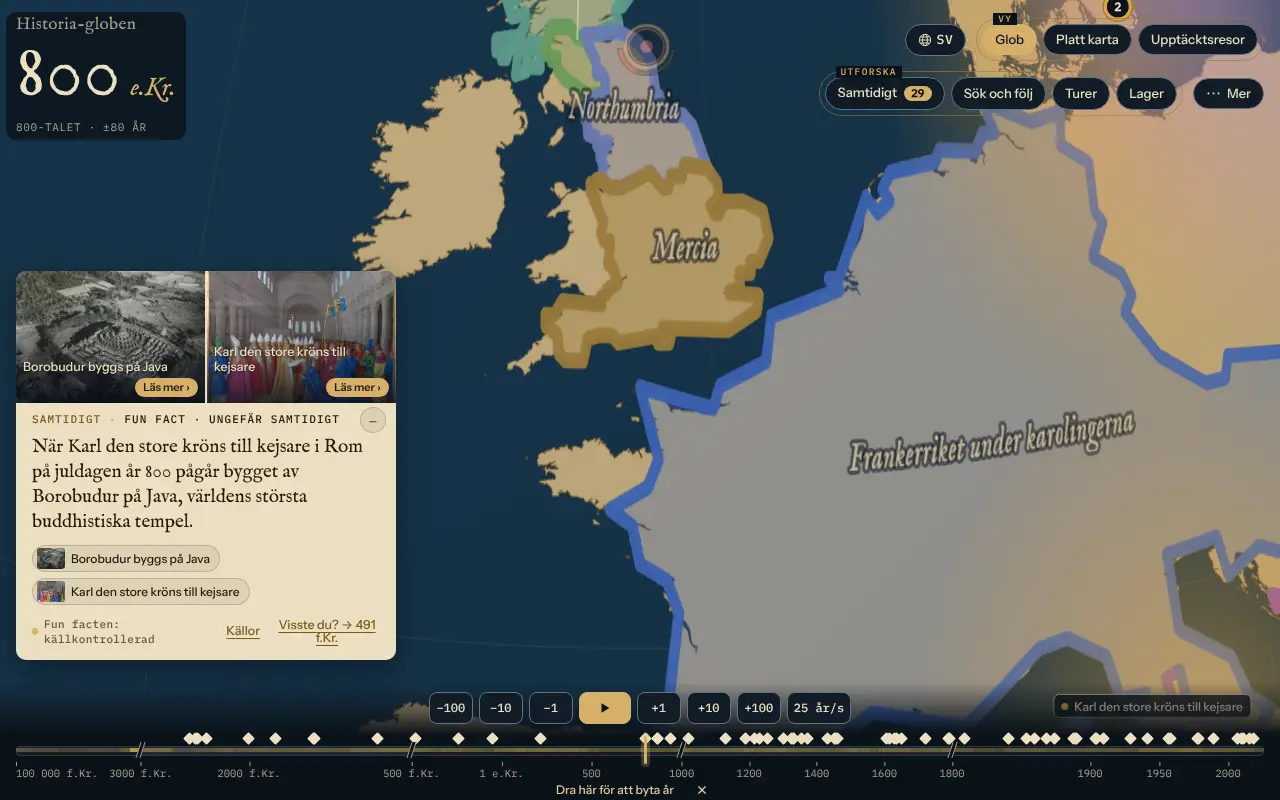 Historia-globen
800 e.Kr.
800-TALET · ±80 ÅR
2
SV
VY
Glob
Platt karta
Upptäcktsresor
UTFORSKA
Samtidigt 29
Sök och följ
Turer
Lager
··· Mer
Northumbria
Mercia
Frankerriket under karolingerna
Borobudur byggs på Java
Läs mer ›
Karl den store kröns till
kejsare
Läs mer ›
SAMTIDIGT · FUN FACT · UNGEFÄR SAMTIDIGT
–
När Karl den store kröns till kejsare i Rom
på juldagen år 800 pågår bygget av
Borobudur på Java, världens största
buddhistiska tempel.
Borobudur byggs på Java
Karl den store kröns till kejsare
Fun facten:
källkontrollerad
Källor
Visste du? → 491
f.Kr.
−100
−10
−1
+1
+10
+100
25 år/s
Karl den store kröns till kejsare
100 000 f.Kr.
3000 f.Kr.
2000 f.Kr.
500 f.Kr.
1 e.Kr.
500
1000
1200
1400
1600
1800
1900
1950
2000
Dra här för att byta år ✕